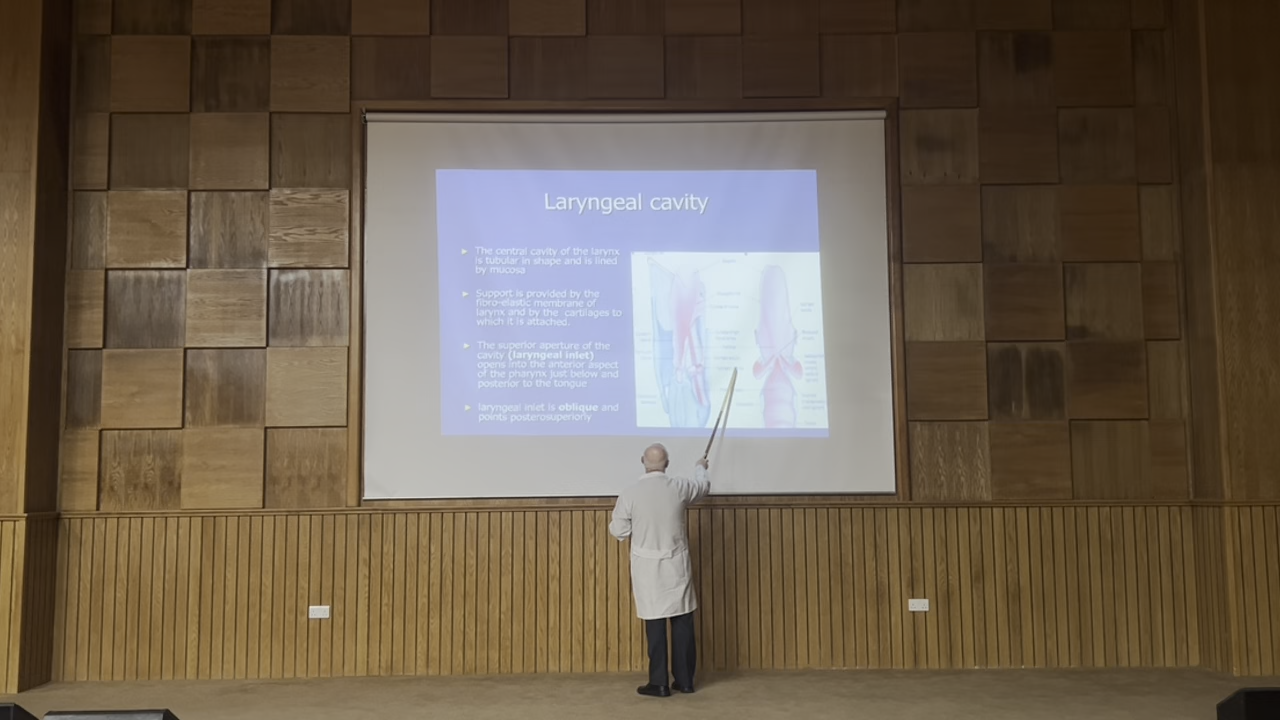 Laryngeal cavity
The central cavity of the larynx
is tubular in shape and is lined
by mucosa
Support is provided by the
fibro-elastic membrane of
larynx and by the cartilages to
which it is attached.
The superior aperture of the
cavity (laryngeal inlet)
opens into the anterior aspect
of the pharynx just below and
posterior to the tongue
laryngeal inlet is oblique and
points posterosuperiorly